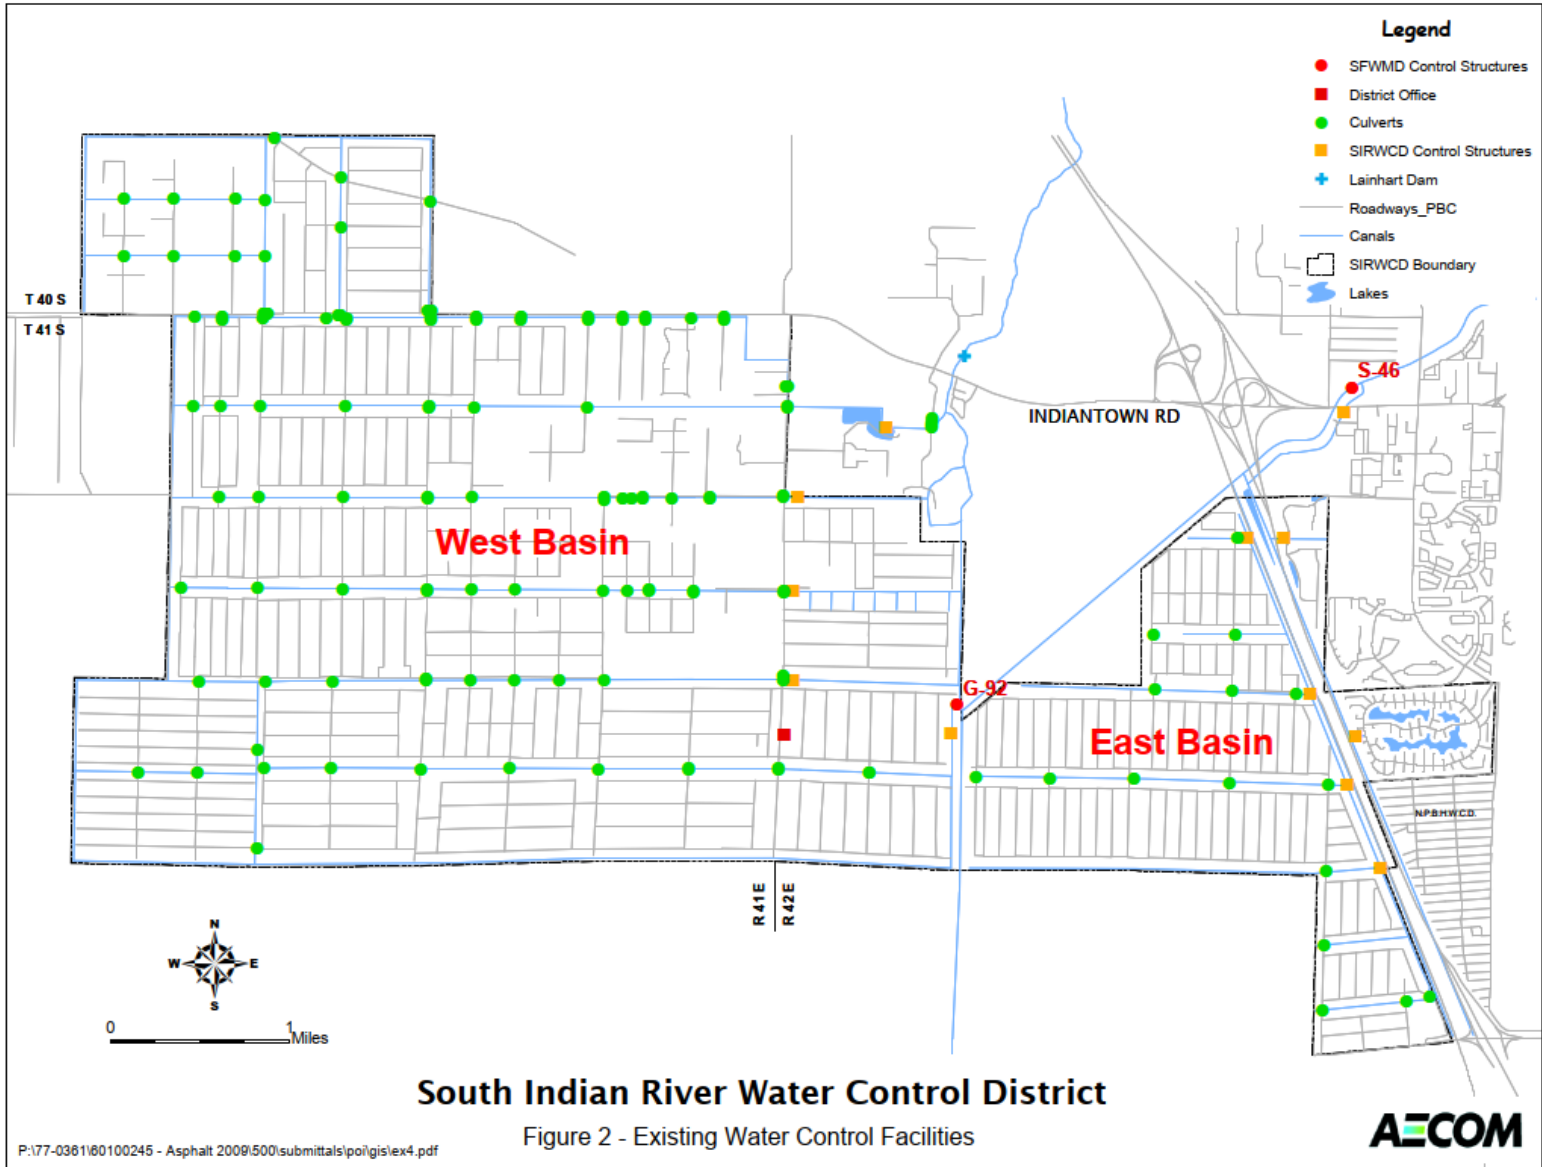 Legend
SFWMD Control Structures
District Office
Culverts
SIRWCD Control Structures
Lainhart Dam
Roadways_PBC
Canals
SIRWCD Boundary
Lakes
T 40 S
T 41 S
S-46
INDIANTOWN RD
West Basin
G-92
East Basin
N.P.B.H.W.C.D.
R 41 E
R 42 E
N
W
E
S
0
1
Miles
South Indian River Water Control District
Figure 2 - Existing Water Control Facilities
AECOM
P:\77-0361\60100245 - Asphalt 2009\500\submittals\poi\gis\ex4.pdf